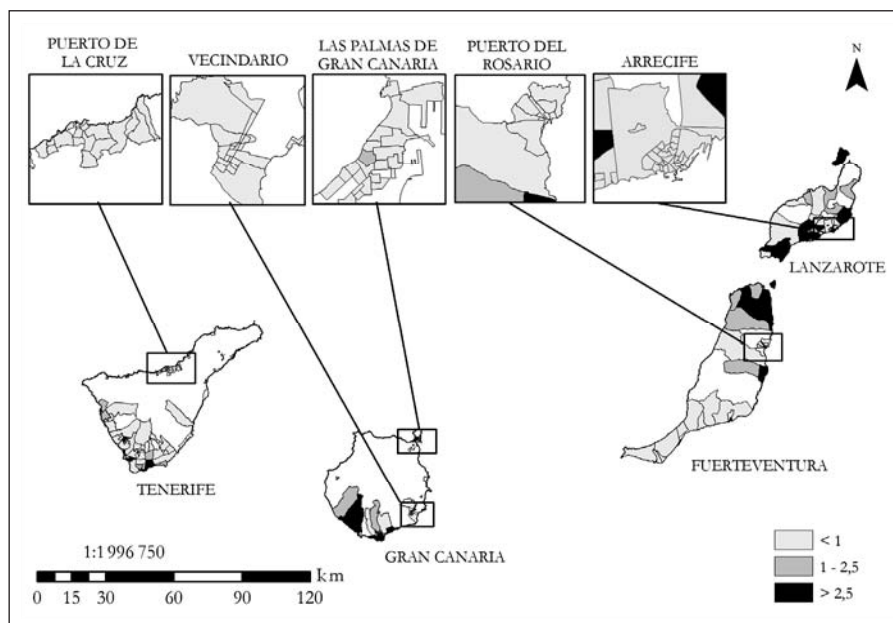 PUERTO DE
LA CRUZ
VECINDARIO
LAS PALMAS DE
GRAN CANARIA
PUERTO DEL
ROSARIO
ARRECIFE
N
LANZAROTE
FUERTEVENTURA
TENERIFE
GRAN CANARIA
1:1 996 750
km
0 15 30 60 90 120
< 1
1 - 2,5
> 2,5